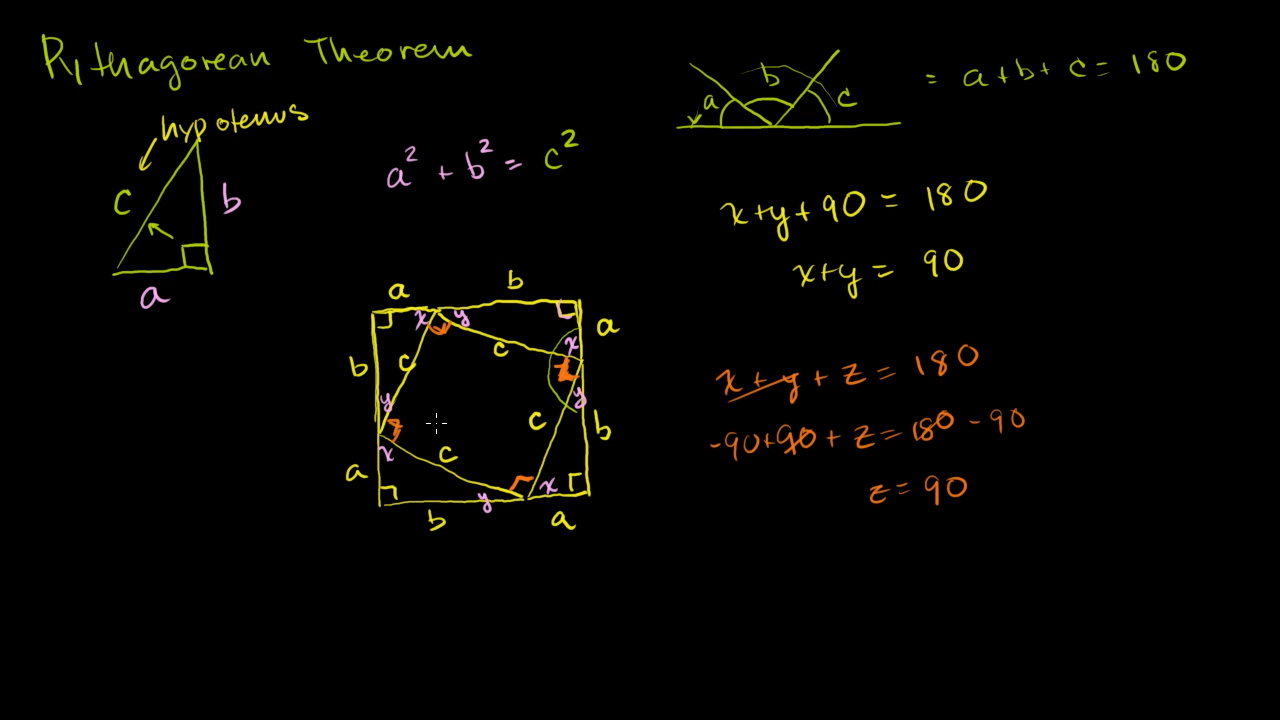 Pythagorean Theorem
hypotenus
c
b
a
a² + b² = c²
a b c
= a + b + c = 180
x + y + 90 = 180
x + y = 90
x + y + z = 180
-90 + 90 + z = 180 - 90
z = 90
a b
x y a
b c c x
y z
z y
x c c b
a
y x
b a